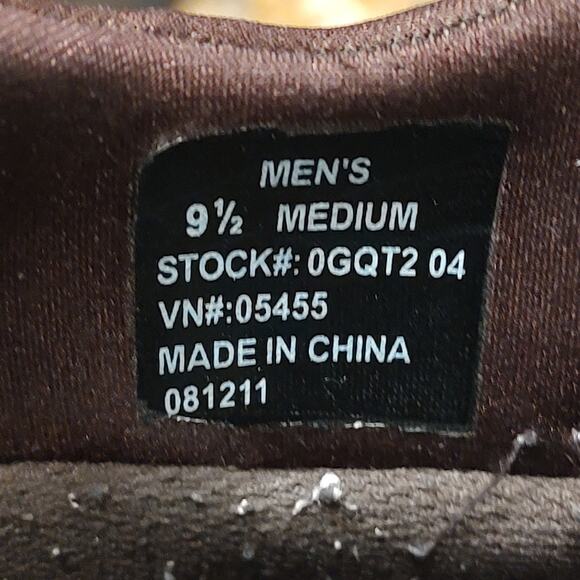 MEN'S
9½ MEDIUM
STOCK#: 0GQT2 04
VN#:05455
MADE IN CHINA
081211